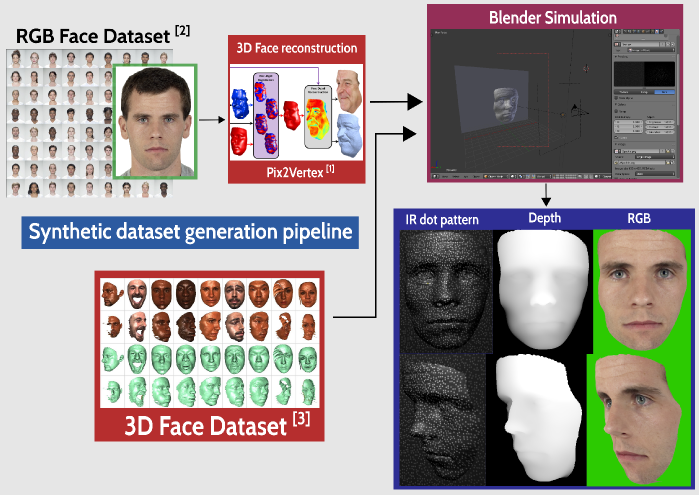 RGB Face Dataset [2]
3D Face reconstruction
Pix2Vertex [1]
Blender Simulation
Synthetic dataset generation pipeline
IR dot pattern
Depth
RGB
3D Face Dataset [3]